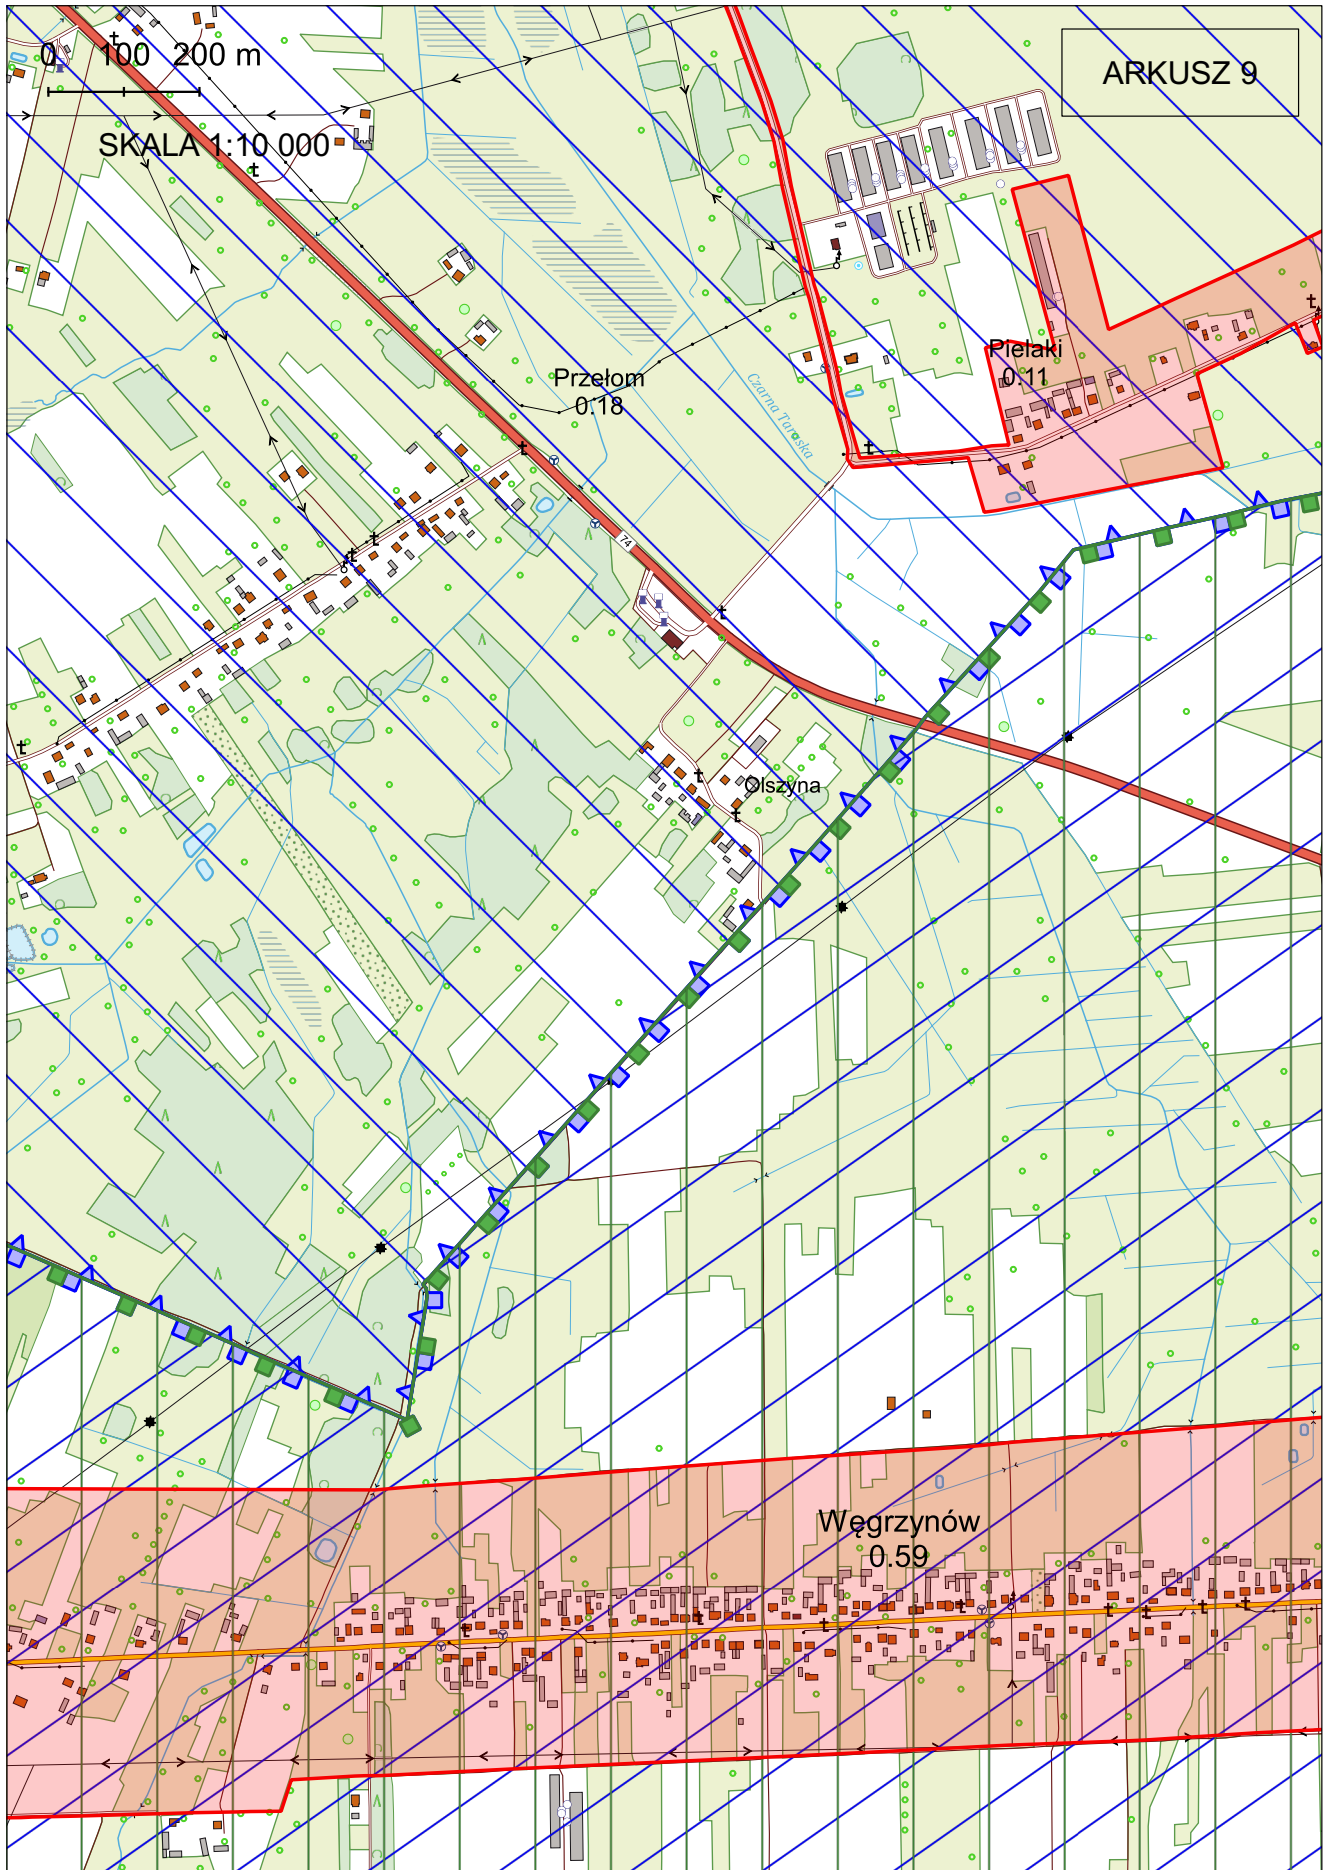 0 100 200 m
SKALA 1:10 000
ARKUSZ 9
Przełom
0.18
Pielaki
0.11
Czarna Taraska
74
Olszyna
Węgrzynów
0.59